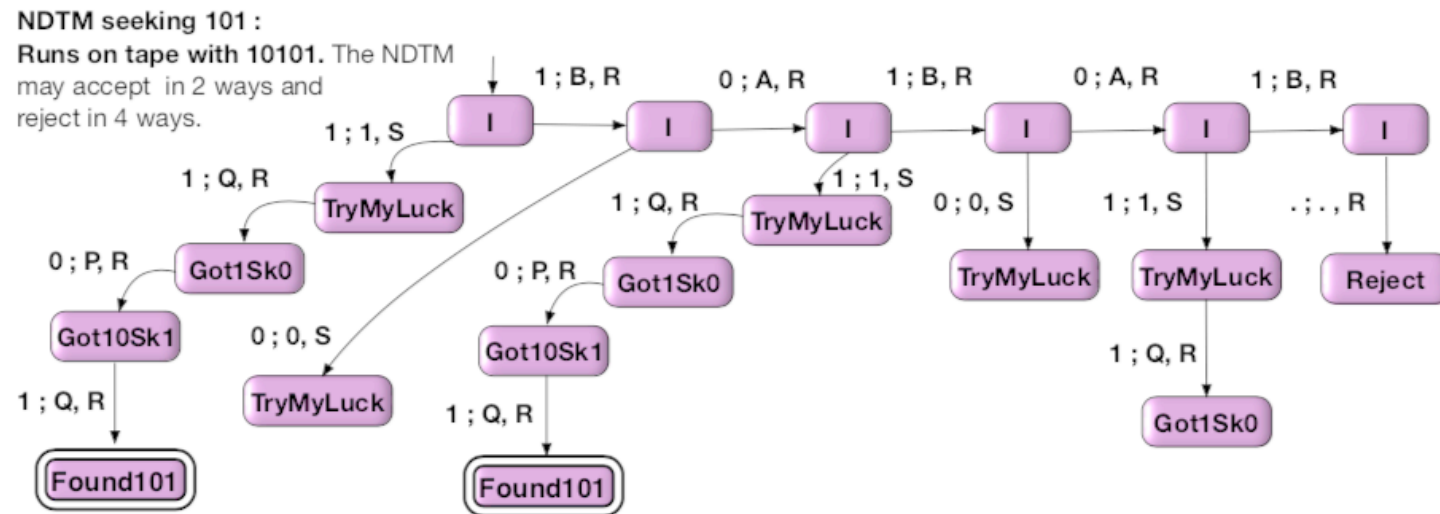 NDTM seeking 101 :
Runs on tape with 10101. The NDTM
may accept in 2 ways and
reject in 4 ways.
1 ; B, R
0 ; A, R
1 ; B, R
0 ; A, R
1 ; B, R
I
I
I
I
I
I
1 ; 1, S
1 ; Q, R
TryMyLuck
0 ; P, R
Got1Sk0
Got10Sk1
1 ; Q, R
Found101
0 ; 0, S
TryMyLuck
1 ; 1, S
1 ; Q, R
TryMyLuck
0 ; P, R
Got1Sk0
Got10Sk1
1 ; Q, R
Found101
0 ; 0, S
TryMyLuck
1 ; 1, S
TryMyLuck
1 ; Q, R
Got1Sk0
. ; . , R
Reject